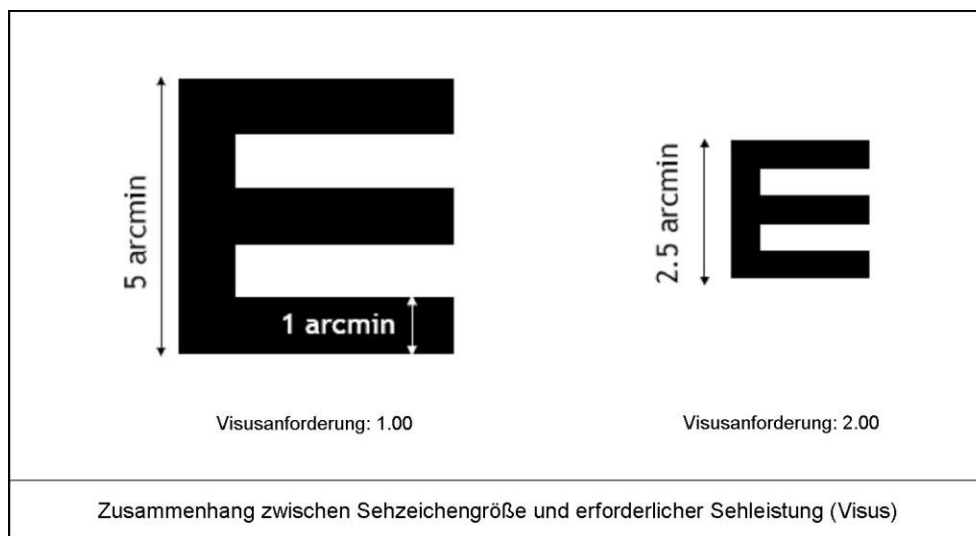 5 arcmin
1 arcmin
2.5 arcmin
Visusanforderung: 1.00
Visusanforderung: 2.00
Zusammenhang zwischen Sehzeichengröße und erforderlicher Sehleistung (Visus)